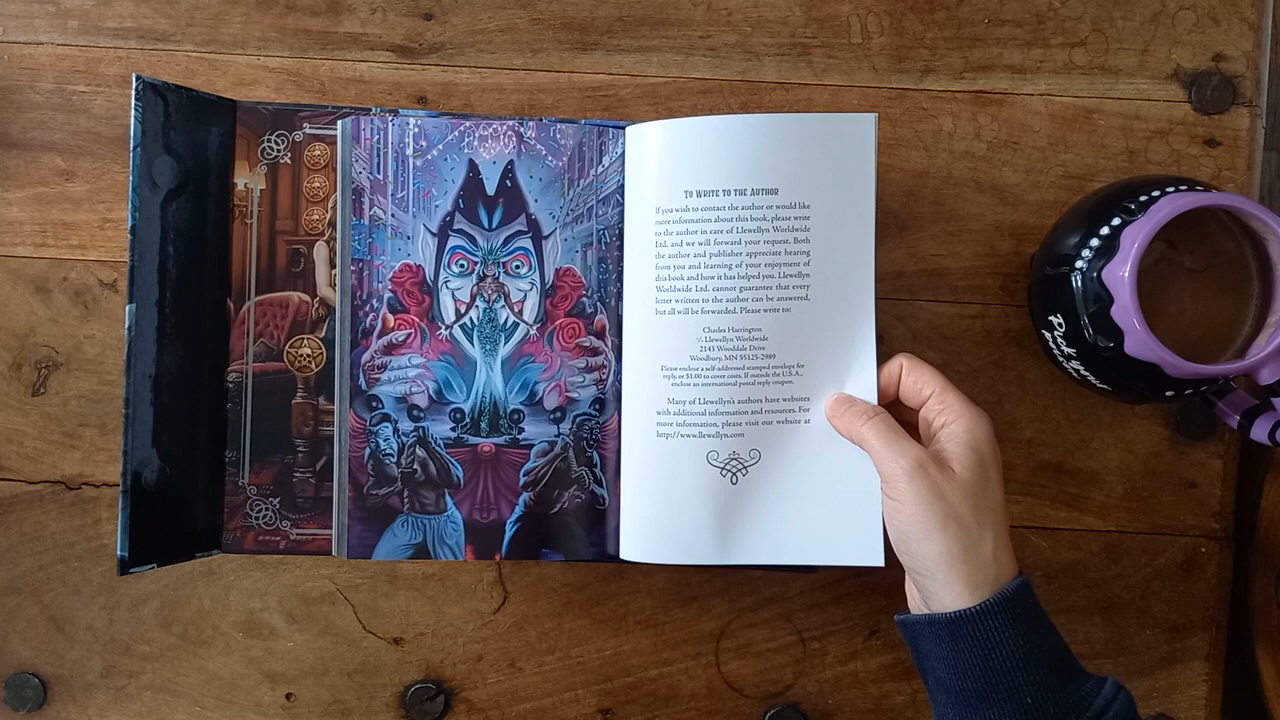 TO WRITE TO THE AUTHOR
If you wish to contact the author or would like
more information about this book, please write
to the author in care of Llewellyn Worldwide
Ltd. and we will forward your request. Both
the author and publisher appreciate hearing
from you and learning of your enjoyment of
this book and how it has helped you. Llewellyn
Worldwide Ltd. cannot guarantee that every
letter written to the author can be answered,
but all will be forwarded. Please write to:
Charles Harrington
℅ Llewellyn Worldwide
2143 Wooddale Drive
Woodbury, MN 55125-2989
Please enclose a self-addressed stamped envelope for
reply, or $1.00 to cover costs. If outside the U.S.A.,
enclose an international postal reply coupon.
Many of Llewellyn's authors have websites
with additional information and resources. For
more information, please visit our website at
http://www.llewellyn.com
Pick your